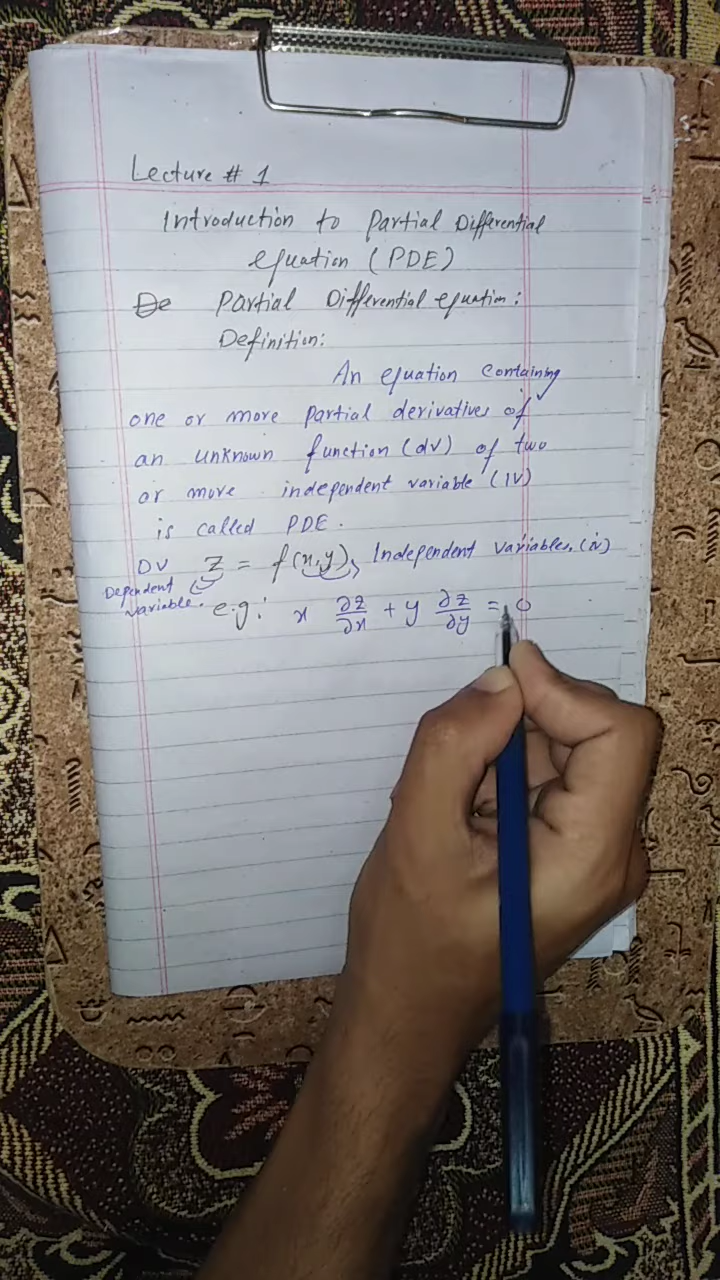 Lecture # 1
Introduction to Partial Differential
equation (PDE)
De Partial Differential equation:
Definition:
An equation containing
one or more partial derivatives of
an unknown function (dv) of two
or more independent variable (IV)
is called PDE.
DV z = f(x,y), Independent variables. (iv)
Dependent
variable. e.g: x ∂z/∂x + y ∂z/∂y = 0